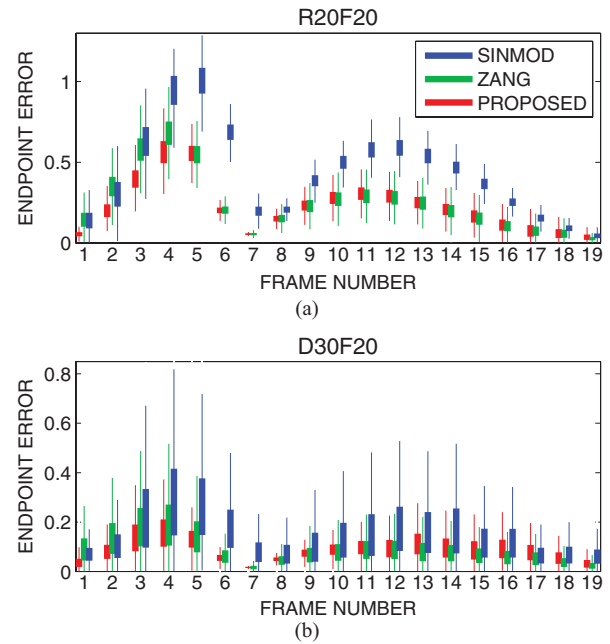 R20F20
ENDPOINT ERROR
1
0.5
0
SINMOD
ZANG
PROPOSED
1 2 3 4 5 6 7 8 9 10 11 12 13 14 15 16 17 18 19
FRAME NUMBER
(a)
D30F20
ENDPOINT ERROR
0.8
0.6
0.4
0.2
0
1 2 3 4 5 6 7 8 9 10 11 12 13 14 15 16 17 18 19
FRAME NUMBER
(b)